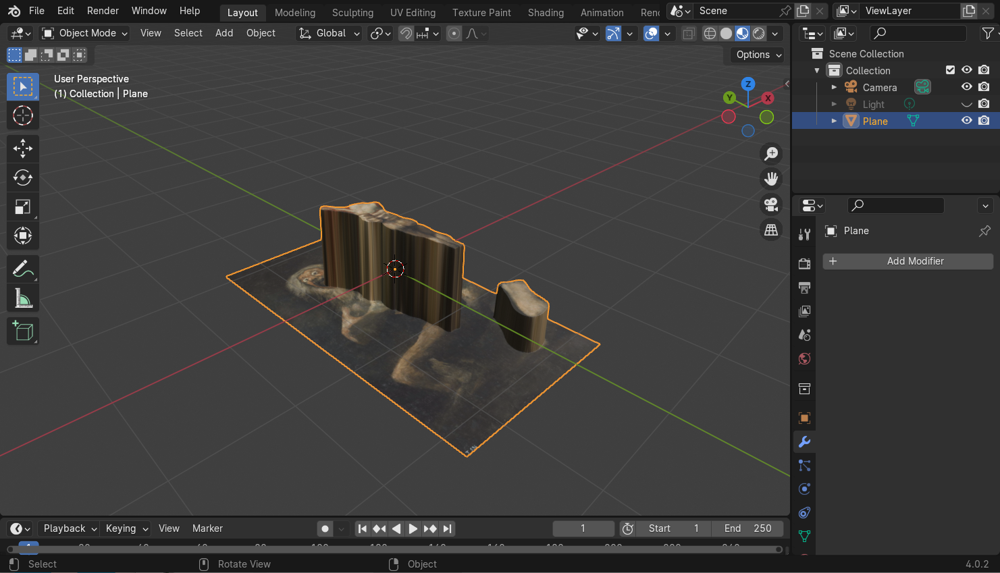 File Edit Render Window Help Layout Modeling Sculpting UV Editing Texture Paint Shading Animation Scene ViewLayer
Object Mode View Select Add Object Global
Options
User Perspective
(1) Collection | Plane
Z
Y
X
Scene Collection
Collection
Camera
Light
Plane
Plane
Add Modifier
Playback Keying View Marker 1 Start 1 End 250
Select Rotate View Object 4.0.2